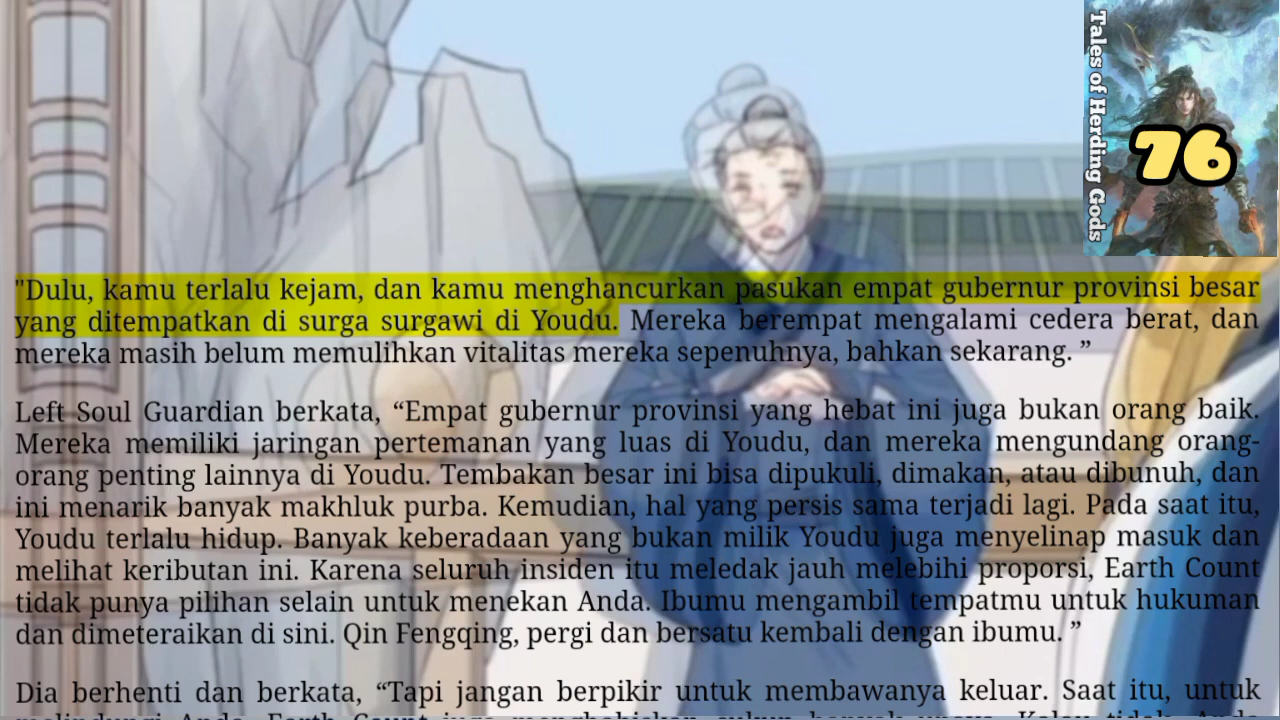 Tales of Herding Gods
76
"Dulu, kamu terlalu kejam, dan kamu menghancurkan pasukan empat gubernur provinsi besar
yang ditempatkan di surga surgawi di Youdu. Mereka berempat mengalami cedera berat, dan
mereka masih belum memulihkan vitalitas mereka sepenuhnya, bahkan sekarang. ”
Left Soul Guardian berkata, “Empat gubernur provinsi yang hebat ini juga bukan orang baik.
Mereka memiliki jaringan pertemanan yang luas di Youdu, dan mereka mengundang orang-
orang penting lainnya di Youdu. Tembakan besar ini bisa dipukuli, dimakan, atau dibunuh, dan
ini menarik banyak makhluk purba. Kemudian, hal yang persis sama terjadi lagi. Pada saat itu,
Youdu terlalu hidup. Banyak keberadaan yang bukan milik Youdu juga menyelinap masuk dan
melihat keributan ini. Karena seluruh insiden itu meledak jauh melebihi proporsi, Earth Count
tidak punya pilihan selain untuk menekan Anda. Ibumu mengambil tempatmu untuk hukuman
dan dimeteraikan di sini. Qin Fengqing, pergi dan bersatu kembali dengan ibumu. ”
Dia berhenti dan berkata, “Tapi jangan berpikir untuk membawanya keluar. Saat itu, untuk